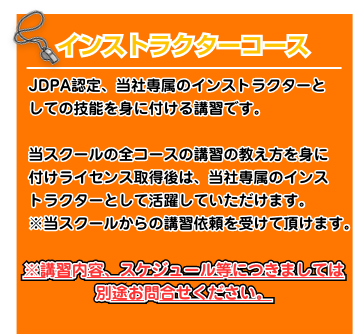 インストラクターコース
JDPA認定、当社専属のインストラクターと
しての技能を身に付ける講習です。
当スクールの全コースの講習の教え方を身に
付けライセンス取得後は、当社専属のインス
トラクターとして活躍していただけます。
※当スクールからの講習依頼を受けて頂けます。
※講習内容、スケジュール等につきましては
別途お問合せください。